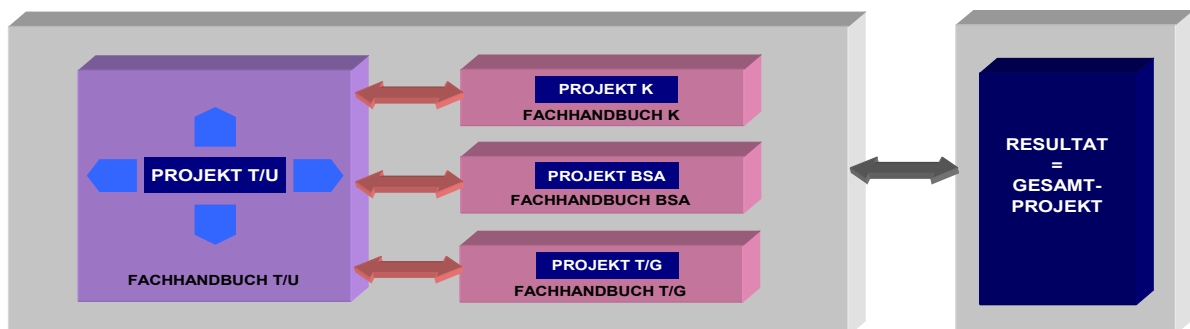 PROJEKT T/U
FACHHANDBUCH T/U
PROJEKT K
FACHHANDBUCH K
PROJEKT BSA
FACHHANDBUCH BSA
PROJEKT T/G
FACHHANDBUCH T/G
RESULTAT
=
GESAMT-
PROJEKT